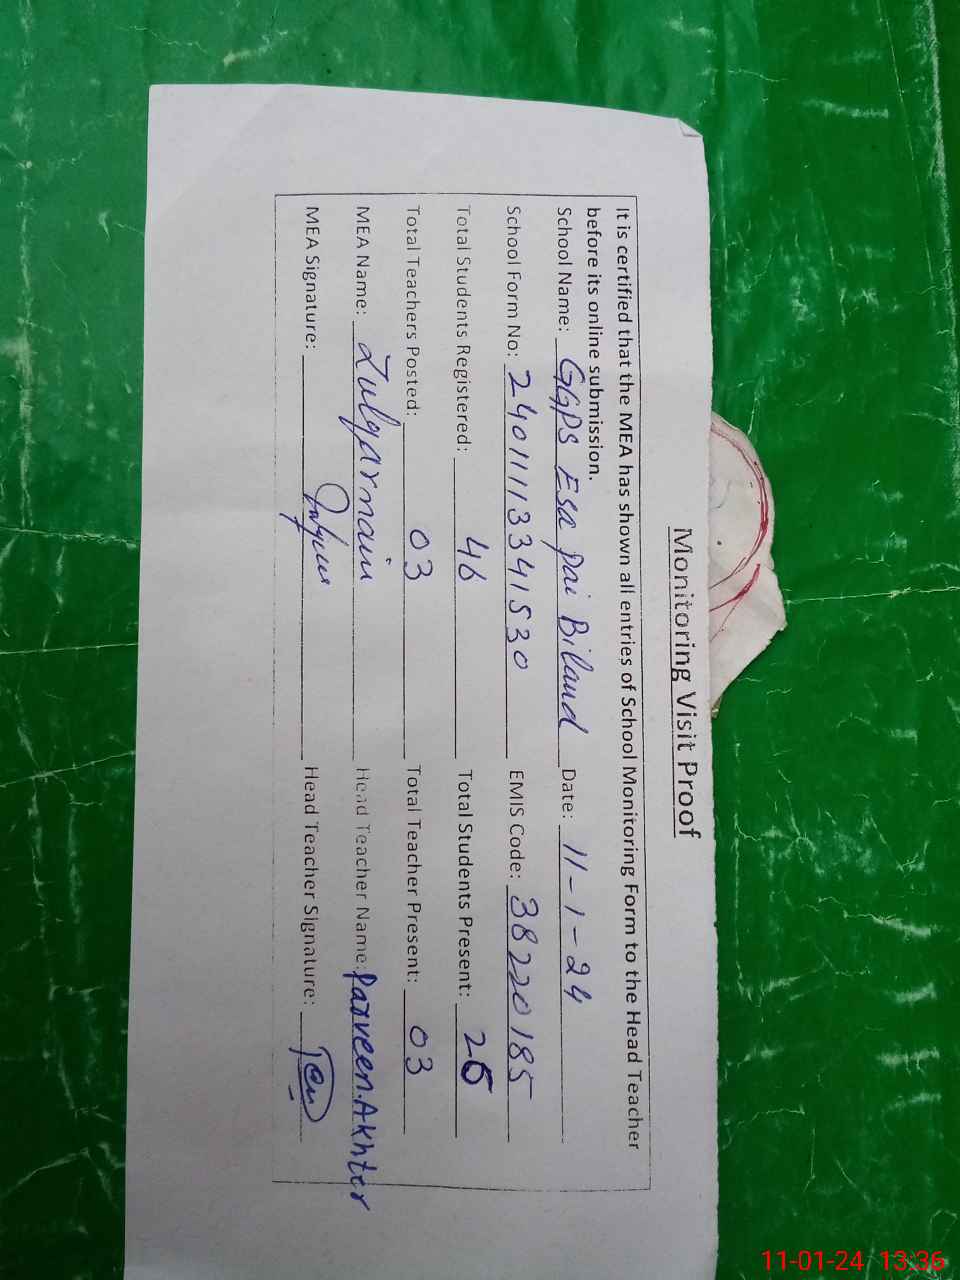 Monitoring Visit Proof
It is certified that the MEA has shown all entries of School Monitoring Form to the Head Teacher
before its online submission.
School Name: GGPS Esa pai Biland Date: 11-1-24
School Form No: 24011113341530 EMIS Code: 38220185
Total Students Registered: 46 Total Students Present: 26
Total Teachers Posted: 03 Total Teacher Present: 03
MEA Name: Zulqarnain Head Teacher Name: Parveen.Akhter
MEA Signature: Head Teacher Signature:
11-01-24 13:36